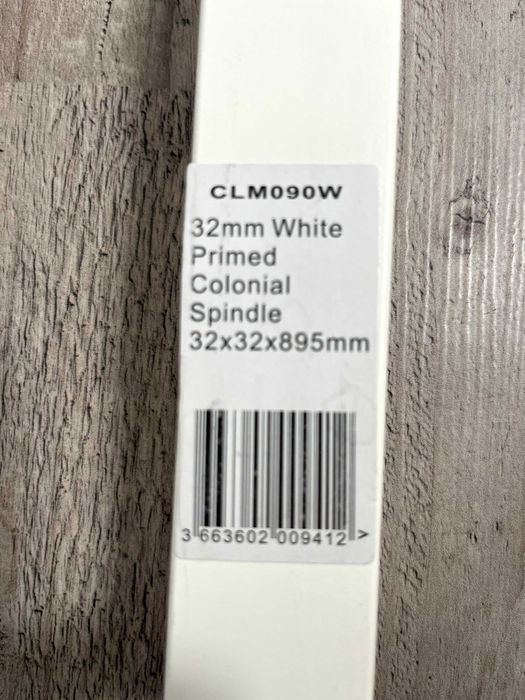 CLM090W
32mm White
Primed
Colonial
Spindle
32x32x895mm
3 663602 009412 >